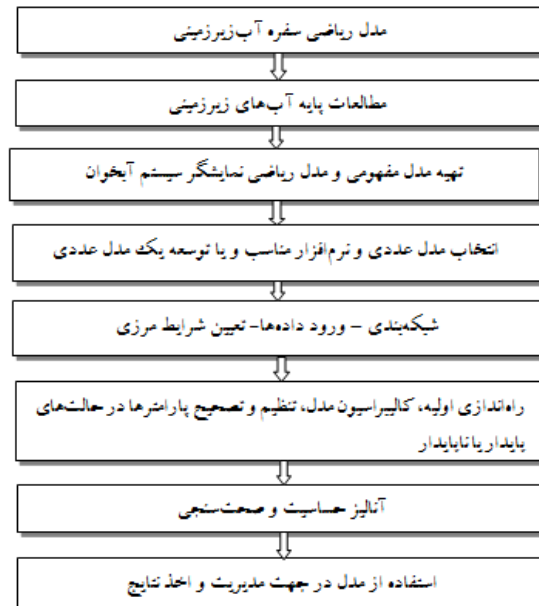 مدل ریاضی سفره آب‌زیرزمینی
مطالعات پایه آب‌های زیرزمینی
تهیه مدل مفهومی و مدل ریاضی نمایشگر سیستم آبخوان
انتخاب مدل عددی و نرم‌افزار مناسب و یا توسعه یک مدل عددی
شبکه‌بندی – ورود داده‌ها- تعیین شرایط مرزی
راه‌اندازی اولیه، کالیبراسیون مدل، تنظیم و تصحیح پارامترها در حالت‌های
پایدار یا ناپایدار
آنالیز حساسیت و صحت‌سنجی
استفاده از مدل در جهت مدیریت و اخذ نتایج